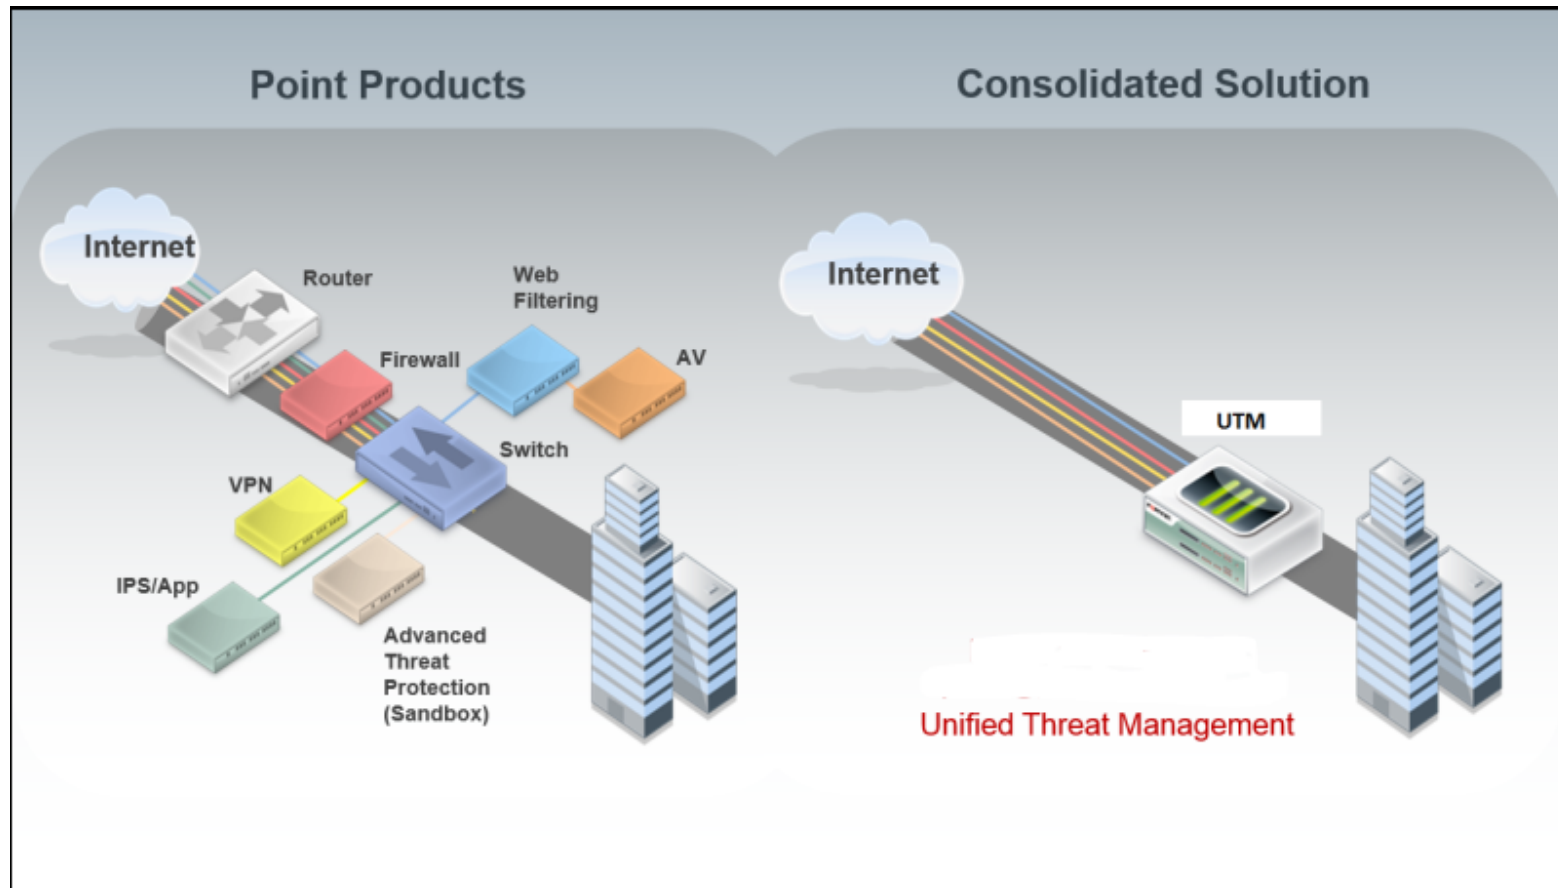 Point Products
Consolidated Solution
Internet
Router
Web
Filtering
Firewall
AV
Switch
VPN
IPS/App
Advanced
Threat
Protection
(Sandbox)
Internet
UTM
Unified Threat Management